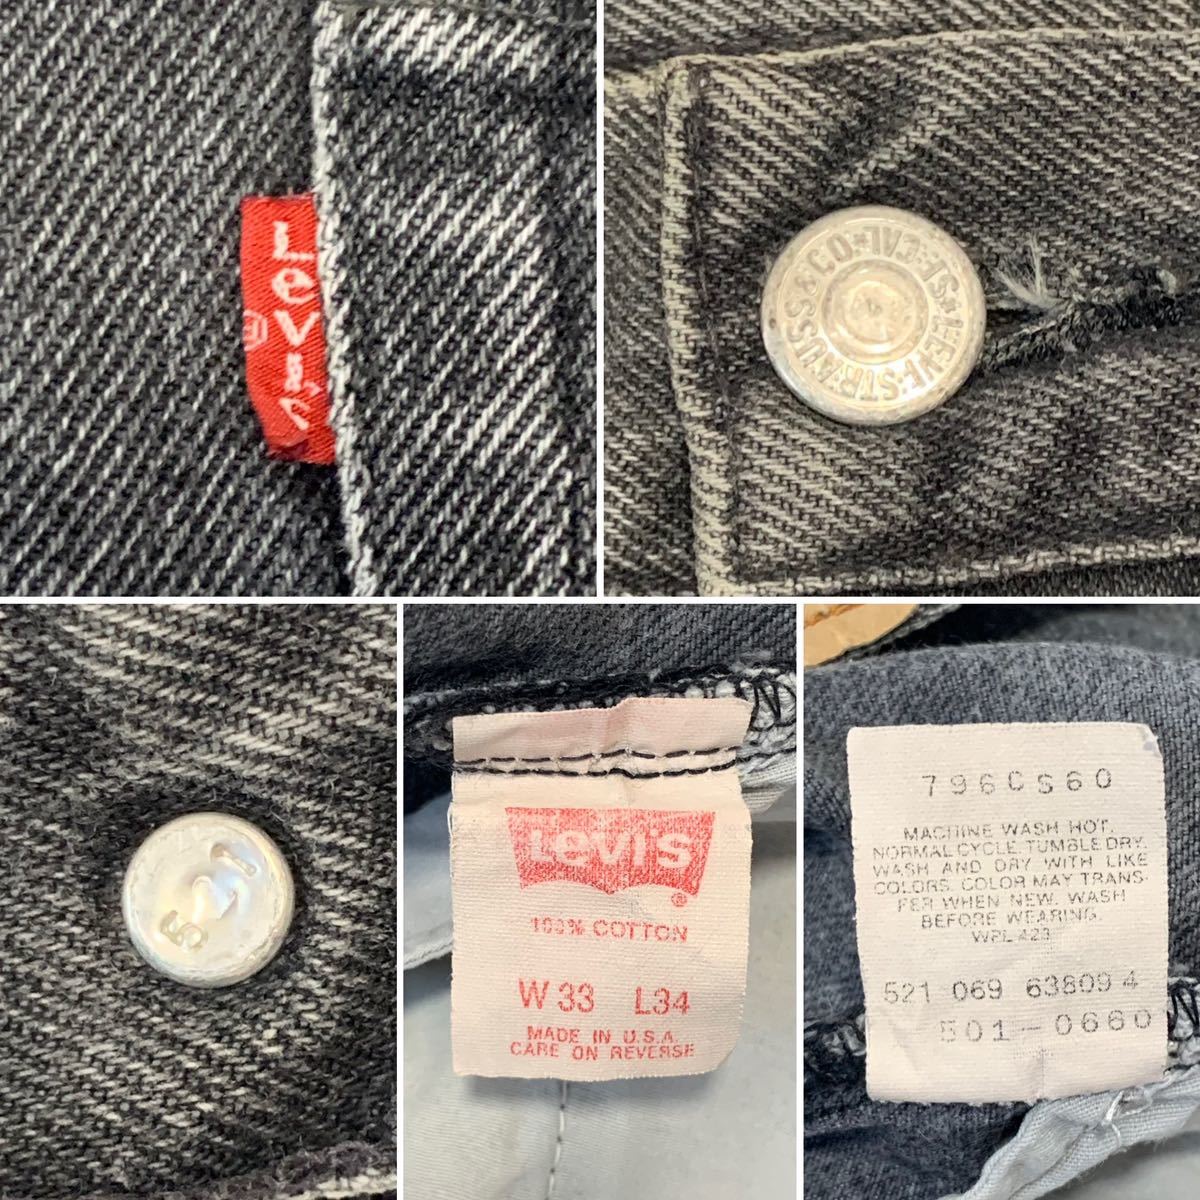 LEVI'S
LEVI STRAUSS & CO ★ S.F. CAL ★
521
Levi's
®
100% COTTON
W 33 L34
MADE IN U.S.A.
CARE ON REVERSE
796CS60
MACHINE WASH HOT.
NORMAL CYCLE. TUMBLE DRY.
WASH AND DRY WITH LIKE
COLORS. COLOR MAY TRANS-
FER WHEN NEW. WASH
BEFORE WEARING.
WPL 423
521 069 63809 4
501-0660